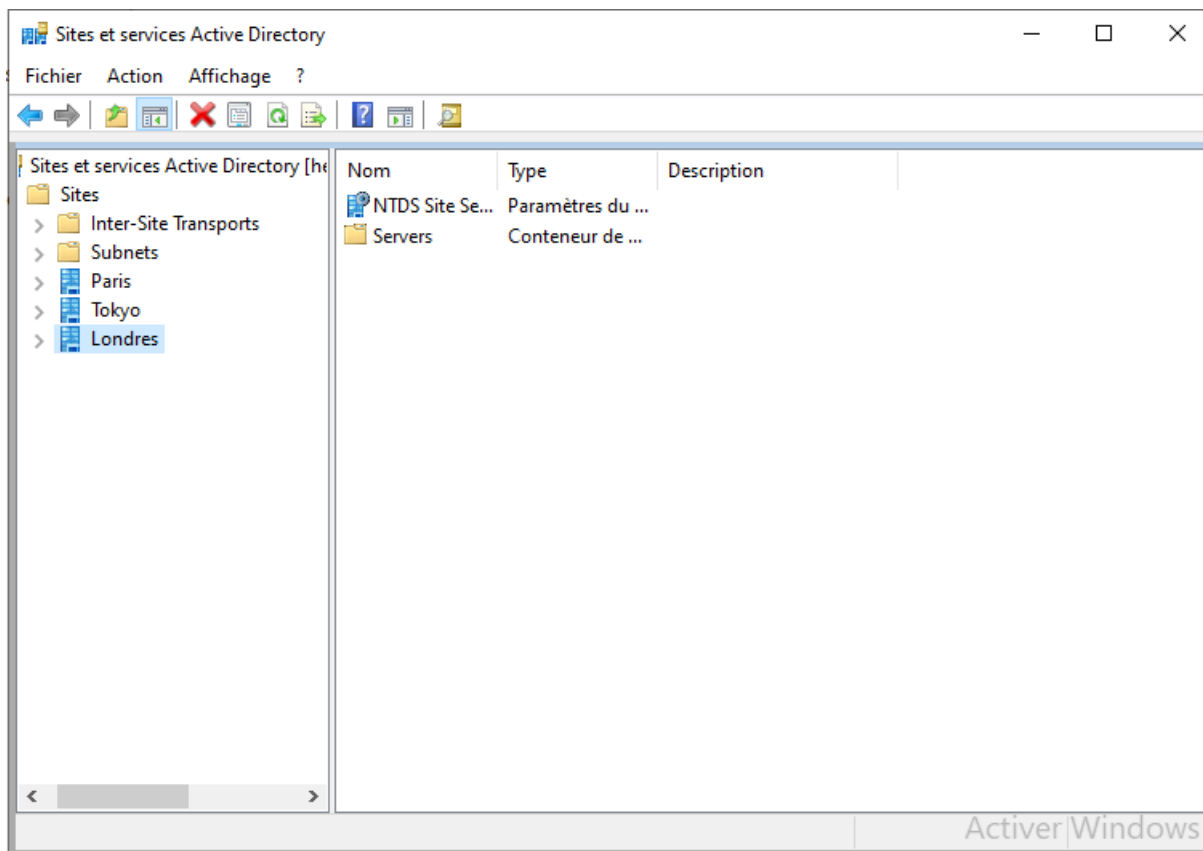 Sites et services Active Directory
Fichier Action Affichage ?
Sites et services Active Directory [he
Sites
Inter-Site Transports
Subnets
Paris
Tokyo
Londres
Nom Type Description
NTDS Site Se... Paramètres du ...
Servers Conteneur de ...
Activer Windows